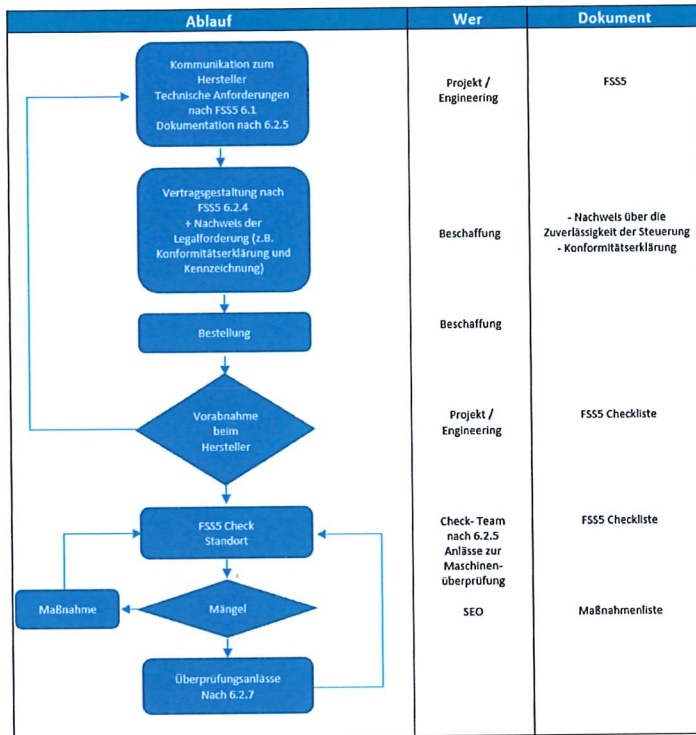 Ablauf
Wer
Dokument
Kommunikation zum
Hersteller
Technische Anforderungen
nach FSS5 6.1
Dokumentation nach 6.2.5
Projekt /
Engineering
FSS5
Vertragsgestaltung nach
FSS5 6.2.4
+ Nachweis der
Legalforderung (z.B.
Konformitätserklärung und
Kennzeichnung)
Beschaffung
- Nachweis über die
Zuverlässigkeit der Steuerung
- Konformitätserklärung
Bestellung
Beschaffung
Vorabnahme
beim
Hersteller
Projekt /
Engineering
FSS5 Checkliste
FSS5 Check
Standort
Check- Team
nach 6.2.5
Anlässe zur
Maschinen-
überprüfung
FSS5 Checkliste
Maßnahme
Mängel
SEO
Maßnahmenliste
Überprüfungsanlässe
Nach 6.2.7